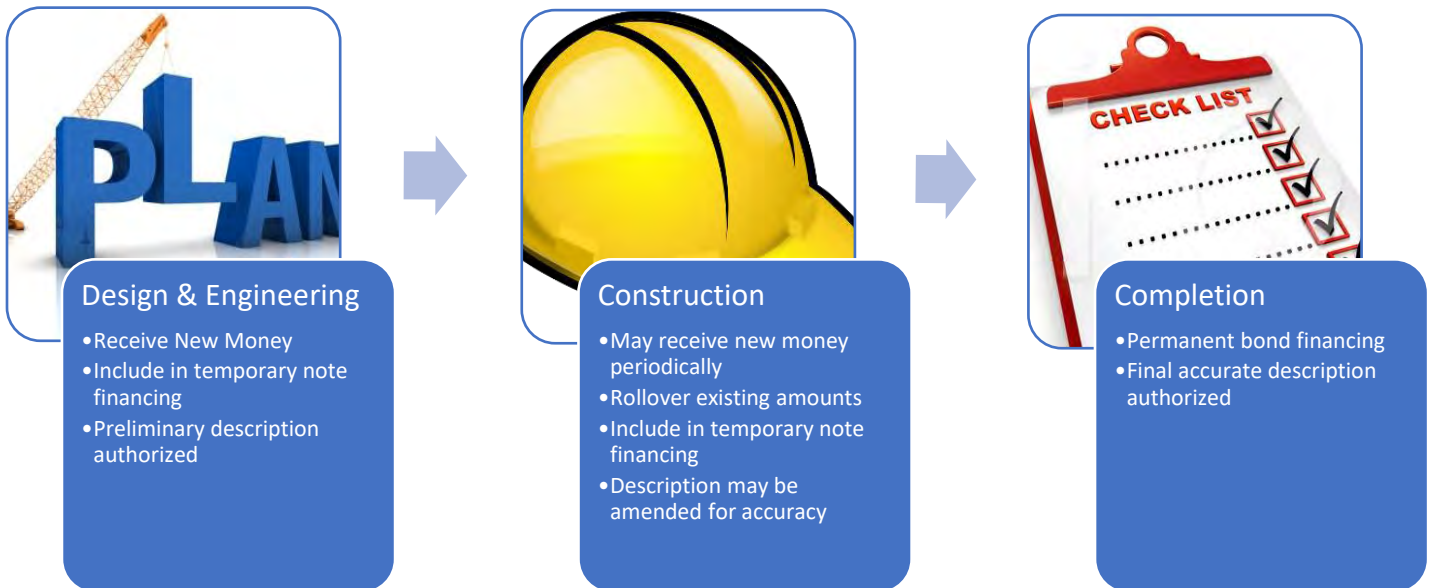 PLAN
Design & Engineering
•Receive New Money
•Include in temporary note
financing
•Preliminary description
authorized
Construction
•May receive new money
periodically
•Rollover existing amounts
•Include in temporary note
financing
•Description may be
amended for accuracy
CHECK LIST
Completion
•Permanent bond financing
•Final accurate description
authorized